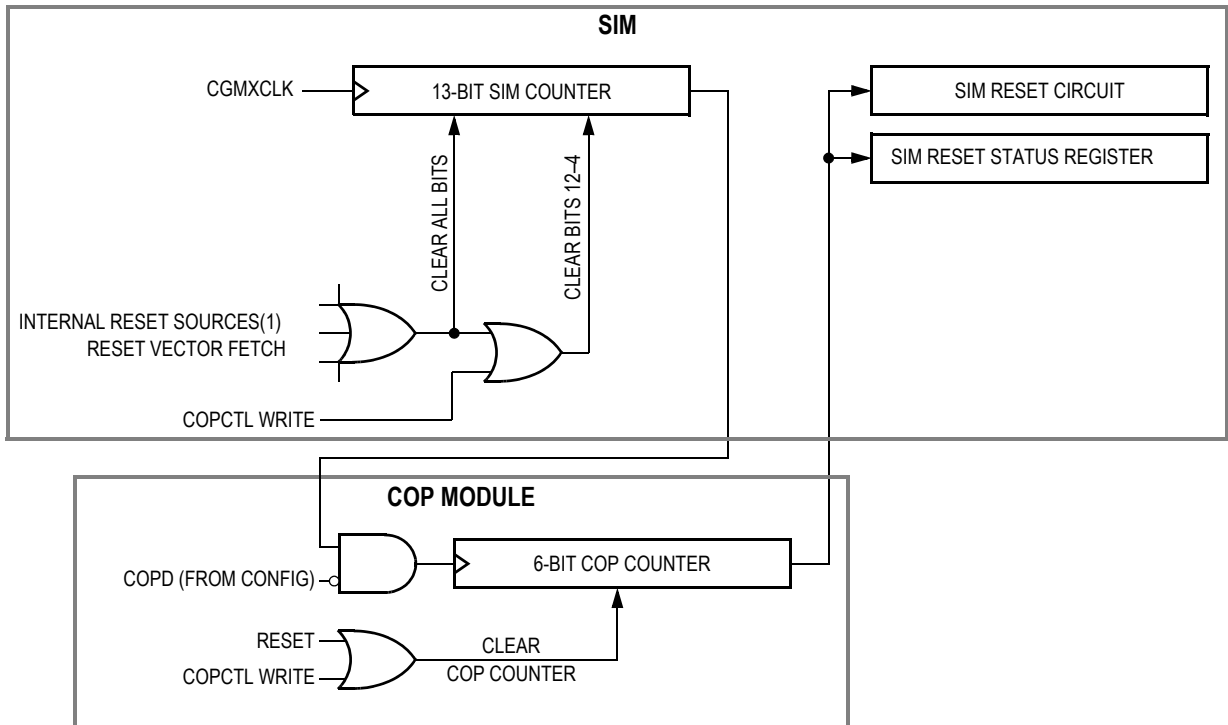 SIM
CGMXCLK
13-BIT SIM COUNTER
SIM RESET CIRCUIT
SIM RESET STATUS REGISTER
CLEAR ALL BITS
CLEAR BITS 12–4
INTERNAL RESET SOURCES(1)
RESET VECTOR FETCH
COPCTL WRITE
COP MODULE
COPD (FROM CONFIG)
6-BIT COP COUNTER
RESET
COPCTL WRITE
CLEAR
COP COUNTER